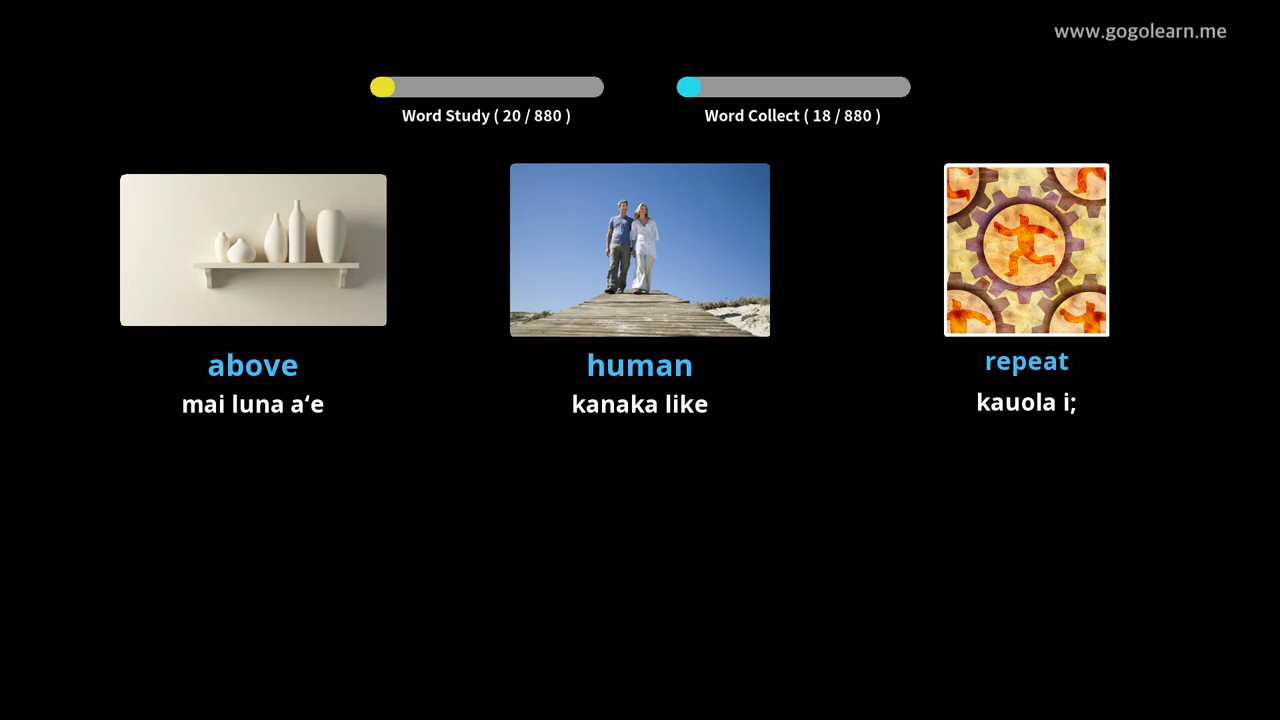 www.gogolearn.me
Word Study ( 20 / 880 )
Word Collect ( 18 / 880 )
above
mai luna aʻe
human
kanaka like
repeat
kauola i;